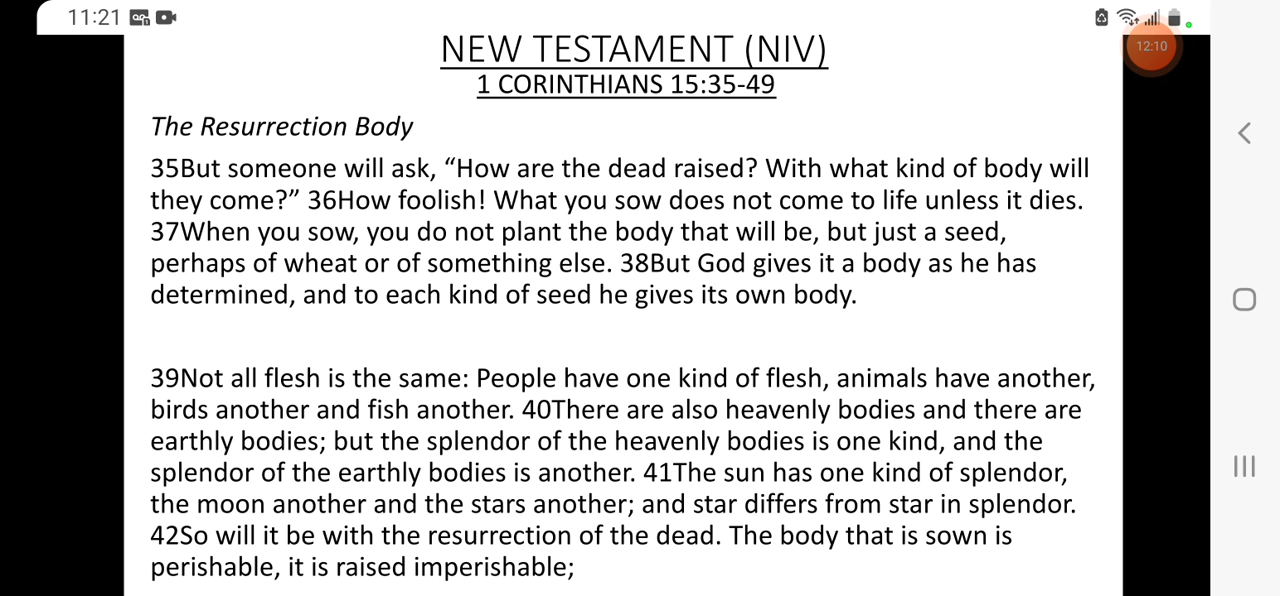 11:21
12:10
NEW TESTAMENT (NIV)
1 CORINTHIANS 15:35-49
The Resurrection Body
35But someone will ask, “How are the dead raised? With what kind of body will
they come?” 36How foolish! What you sow does not come to life unless it dies.
37When you sow, you do not plant the body that will be, but just a seed,
perhaps of wheat or of something else. 38But God gives it a body as he has
determined, and to each kind of seed he gives its own body.
39Not all flesh is the same: People have one kind of flesh, animals have another,
birds another and fish another. 40There are also heavenly bodies and there are
earthly bodies; but the splendor of the heavenly bodies is one kind, and the
splendor of the earthly bodies is another. 41The sun has one kind of splendor,
the moon another and the stars another; and star differs from star in splendor.
42So will it be with the resurrection of the dead. The body that is sown is
perishable, it is raised imperishable;